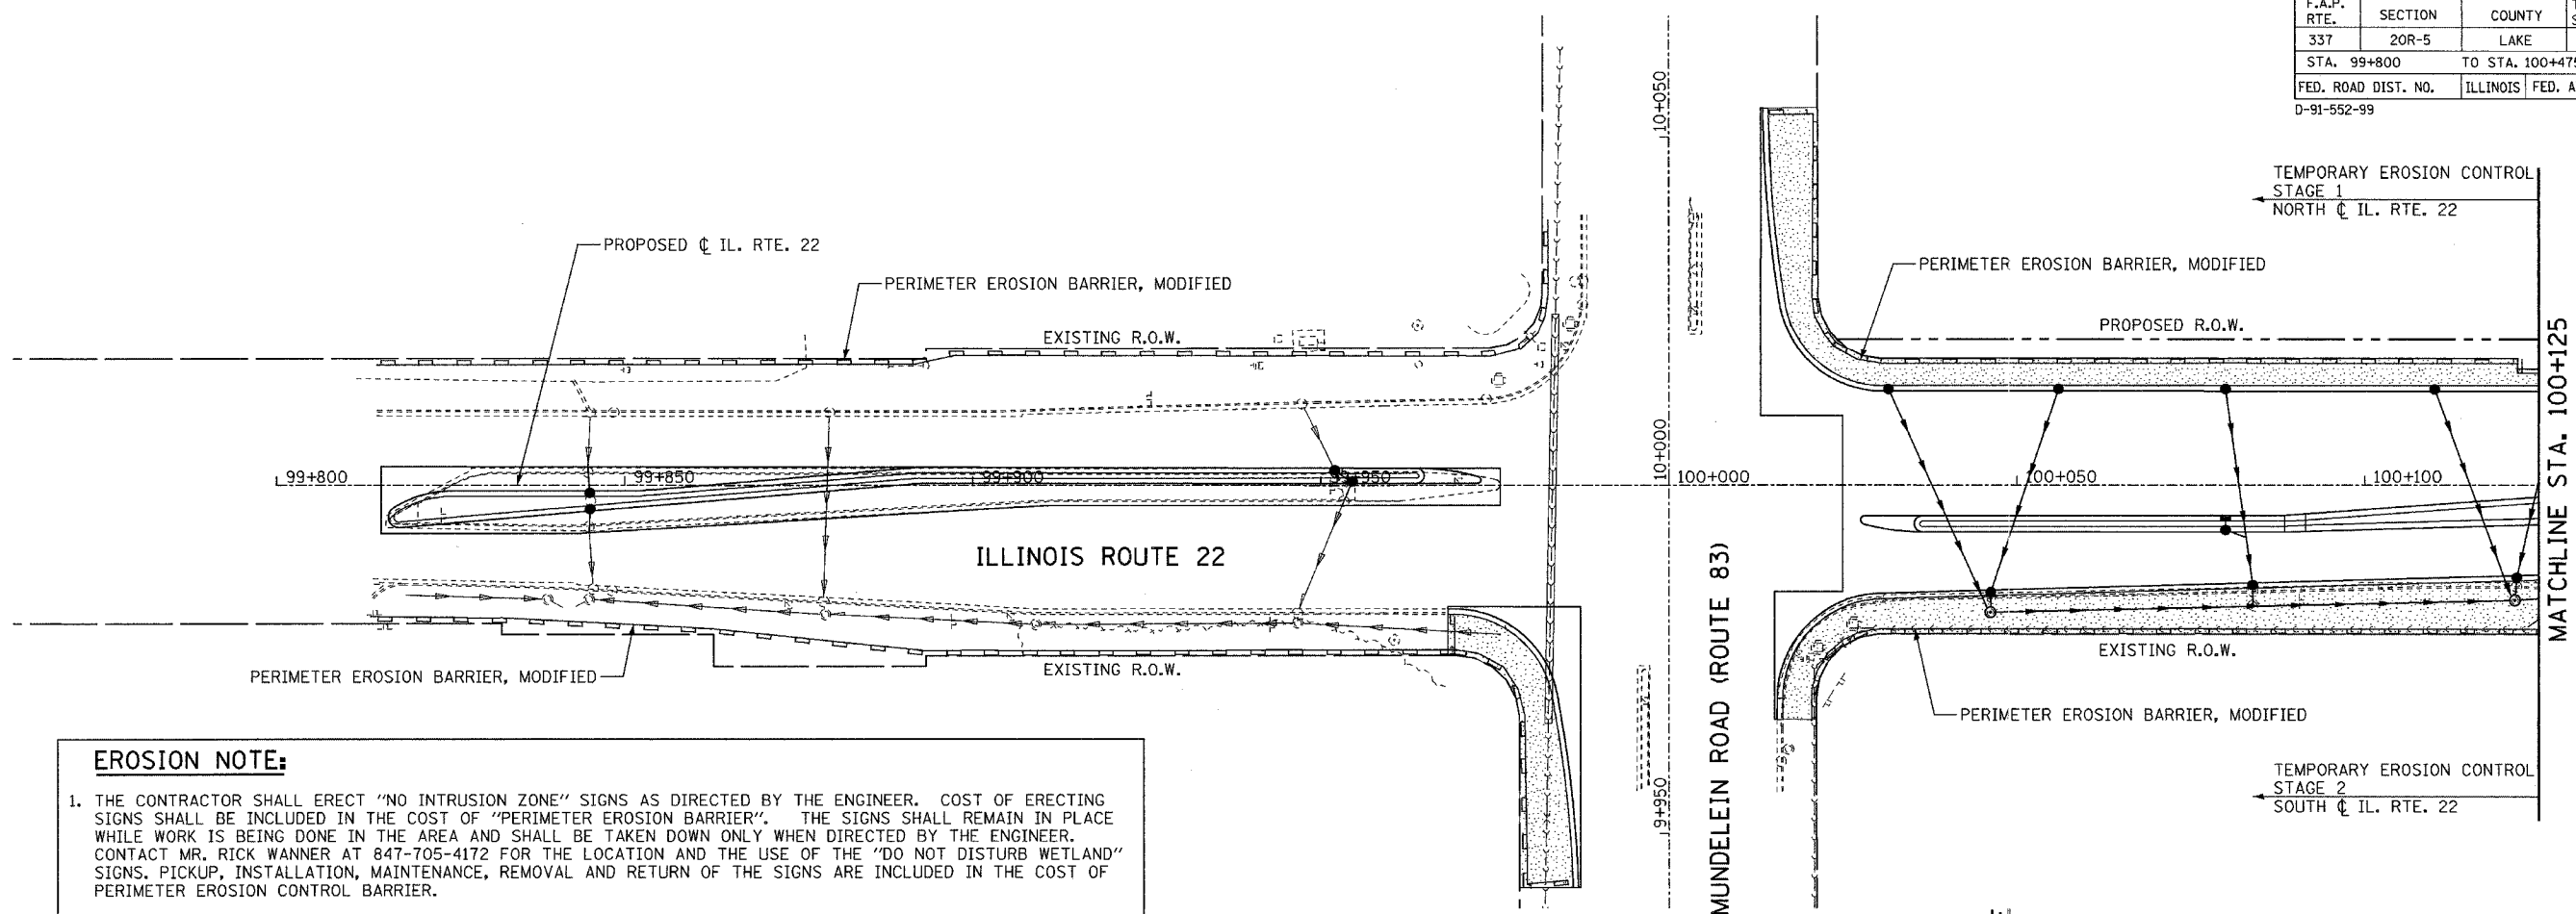 F.A.P.
RTE.
SECTION
COUNTY
337
20R-5
LAKE
STA. 99+800
TO STA. 100+475
FED. ROAD DIST. NO.
ILLINOIS
FED. A
D-91-552-99
TEMPORARY EROSION CONTROL
STAGE 1
NORTH ℄ IL. RTE. 22
PROPOSED ℄ IL. RTE. 22
PERIMETER EROSION BARRIER, MODIFIED
PERIMETER EROSION BARRIER, MODIFIED
EXISTING R.O.W.
PROPOSED R.O.W.
10+050
10+000
9+950
99+800
99+850
99+900
99+950
100+000
100+050
100+100
MATCHLINE STA. 100+125
ILLINOIS ROUTE 22
MUNDELEIN ROAD (ROUTE 83)
EXISTING R.O.W.
EXISTING R.O.W.
PERIMETER EROSION BARRIER, MODIFIED
PERIMETER EROSION BARRIER, MODIFIED
TEMPORARY EROSION CONTROL
STAGE 2
SOUTH ℄ IL. RTE. 22
EROSION NOTE:
1. THE CONTRACTOR SHALL ERECT "NO INTRUSION ZONE" SIGNS AS DIRECTED BY THE ENGINEER. COST OF ERECTING
SIGNS SHALL BE INCLUDED IN THE COST OF "PERIMETER EROSION BARRIER". THE SIGNS SHALL REMAIN IN PLACE
WHILE WORK IS BEING DONE IN THE AREA AND SHALL BE TAKEN DOWN ONLY WHEN DIRECTED BY THE ENGINEER.
CONTACT MR. RICK WANNER AT 847-705-4172 FOR THE LOCATION AND THE USE OF THE "DO NOT DISTURB WETLAND"
SIGNS. PICKUP, INSTALLATION, MAINTENANCE, REMOVAL AND RETURN OF THE SIGNS ARE INCLUDED IN THE COST OF
PERIMETER EROSION CONTROL BARRIER.